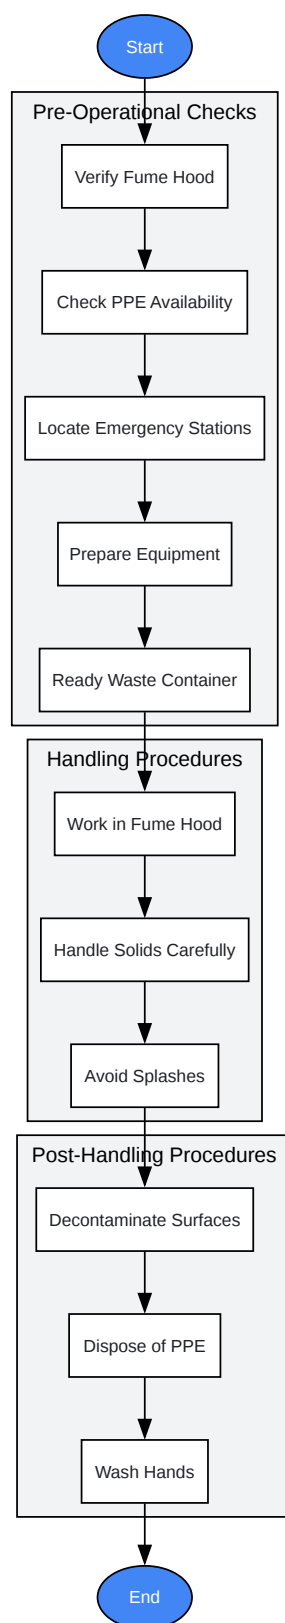 Start
Pre-Operational Checks
Verify Fume Hood
Check PPE Availability
Locate Emergency Stations
Prepare Equipment
Ready Waste Container
Handling Procedures
Work in Fume Hood
Handle Solids Carefully
Avoid Splashes
Post-Handling Procedures
Decontaminate Surfaces
Dispose of PPE
Wash Hands
End